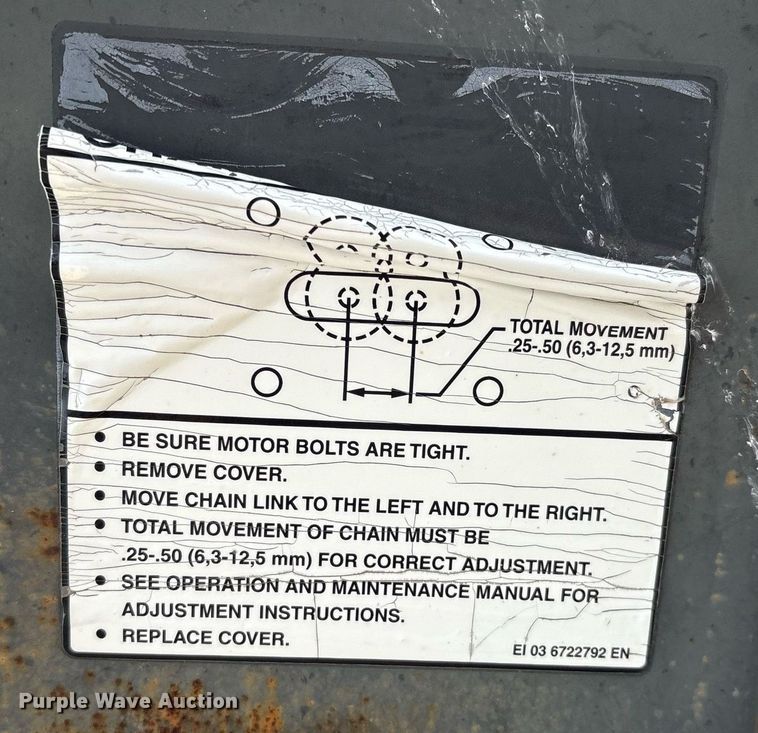 TOTAL MOVEMENT
.25-.50 (6,3-12,5 mm)
• BE SURE MOTOR BOLTS ARE TIGHT.
• REMOVE COVER.
• MOVE CHAIN LINK TO THE LEFT AND TO THE RIGHT.
• TOTAL MOVEMENT OF CHAIN MUST BE
.25-.50 (6,3-12,5 mm) FOR CORRECT ADJUSTMENT.
• SEE OPERATION AND MAINTENANCE MANUAL FOR
ADJUSTMENT INSTRUCTIONS.
• REPLACE COVER.
EI 03 6722792 EN
Purple Wave Auction